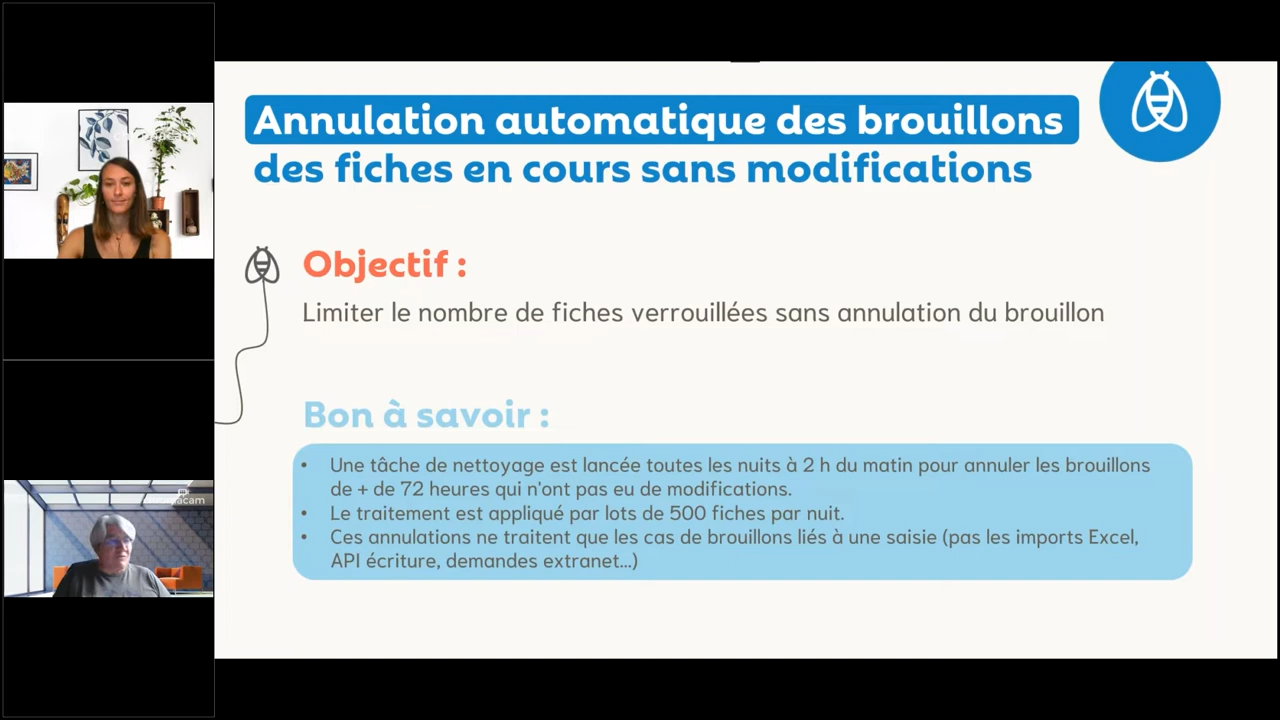 Annulation automatique des brouillons
des fiches en cours sans modifications
Objectif :
Limiter le nombre de fiches verrouillées sans annulation du brouillon
Bon à savoir :
• Une tâche de nettoyage est lancée toutes les nuits à 2 h du matin pour annuler les brouillons
de + de 72 heures qui n'ont pas eu de modifications.
• Le traitement est appliqué par lots de 500 fiches par nuit.
• Ces annulations ne traitent que les cas de brouillons liés à une saisie (pas les imports Excel,
API écriture, demandes extranet...)